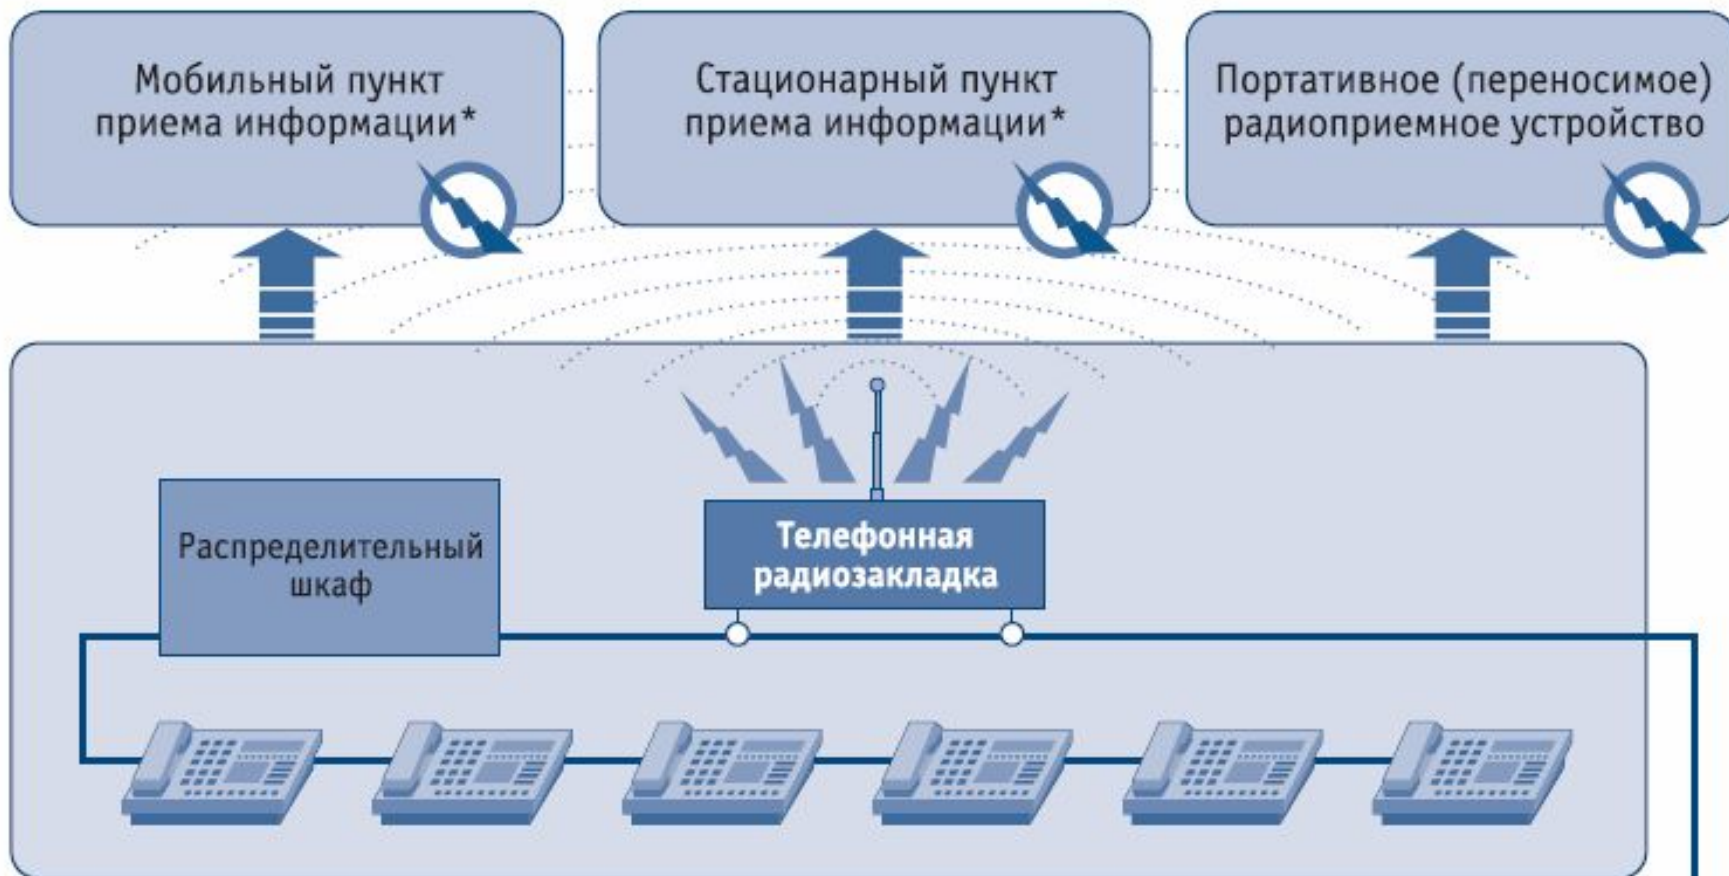 Мобильный пункт
приема информации*
Стационарный пункт
приема информации*
Портативное (переносимое)
радиоприемное устройство
Распределительный
шкаф
Телефонная
радиозакладка